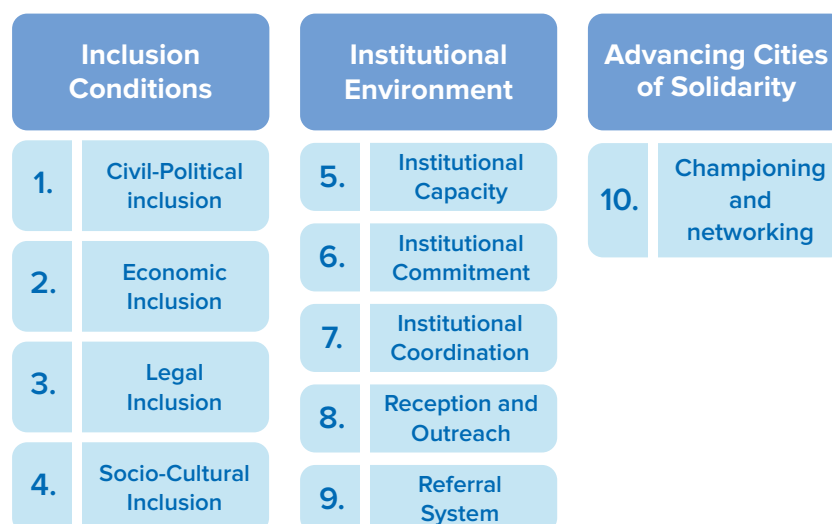 Inclusion
Conditions
1.
Civil-Political
inclusion
2.
Economic
Inclusion
3.
Legal
Inclusion
4.
Socio-Cultural
Inclusion
Institutional
Environment
5.
Institutional
Capacity
6.
Institutional
Commitment
7.
Institutional
Coordination
8.
Reception and
Outreach
9.
Referral
System
Advancing Cities
of Solidarity
10.
Championing
and
networking